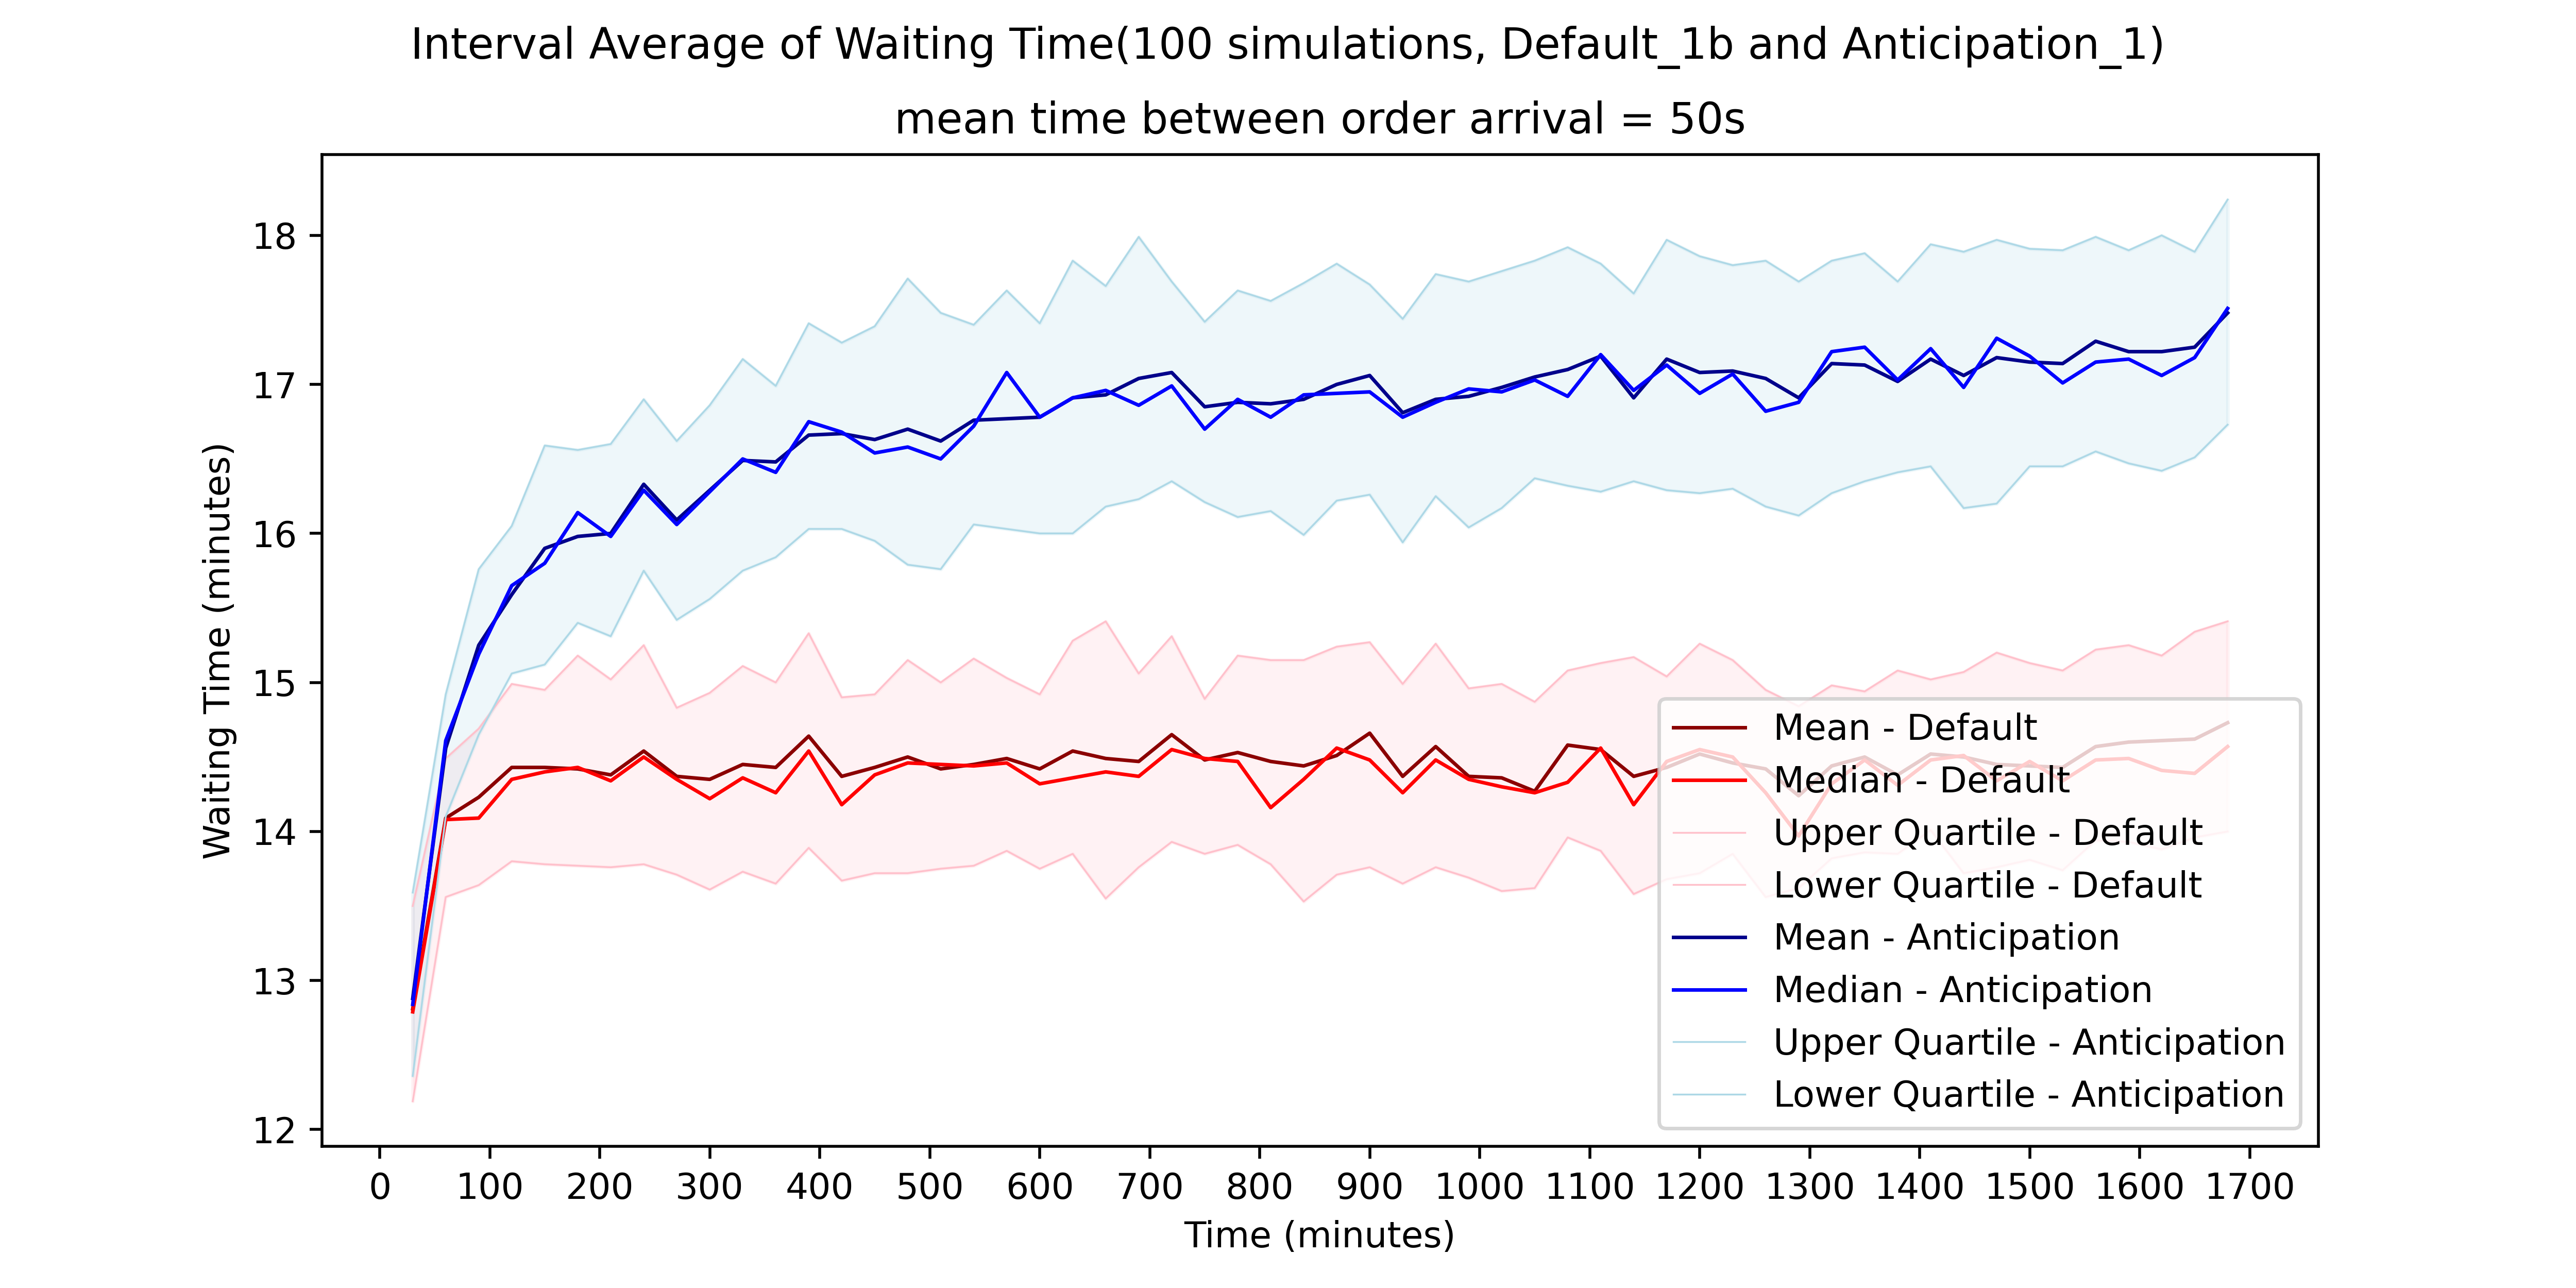 Interval Average of Waiting Time(100 simulations, Default_1b and Anticipation_1)
mean time between order arrival = 50s
Waiting Time (minutes)
18
17
16
15
14
13
12
Mean - Default
Median - Default
Upper Quartile - Default
Lower Quartile - Default
Mean - Anticipation
Median - Anticipation
Upper Quartile - Anticipation
Lower Quartile - Anticipation
0 100 200 300 400 500 600 700 800 900 1000 1100 1200 1300 1400 1500 1600 1700
Time (minutes)